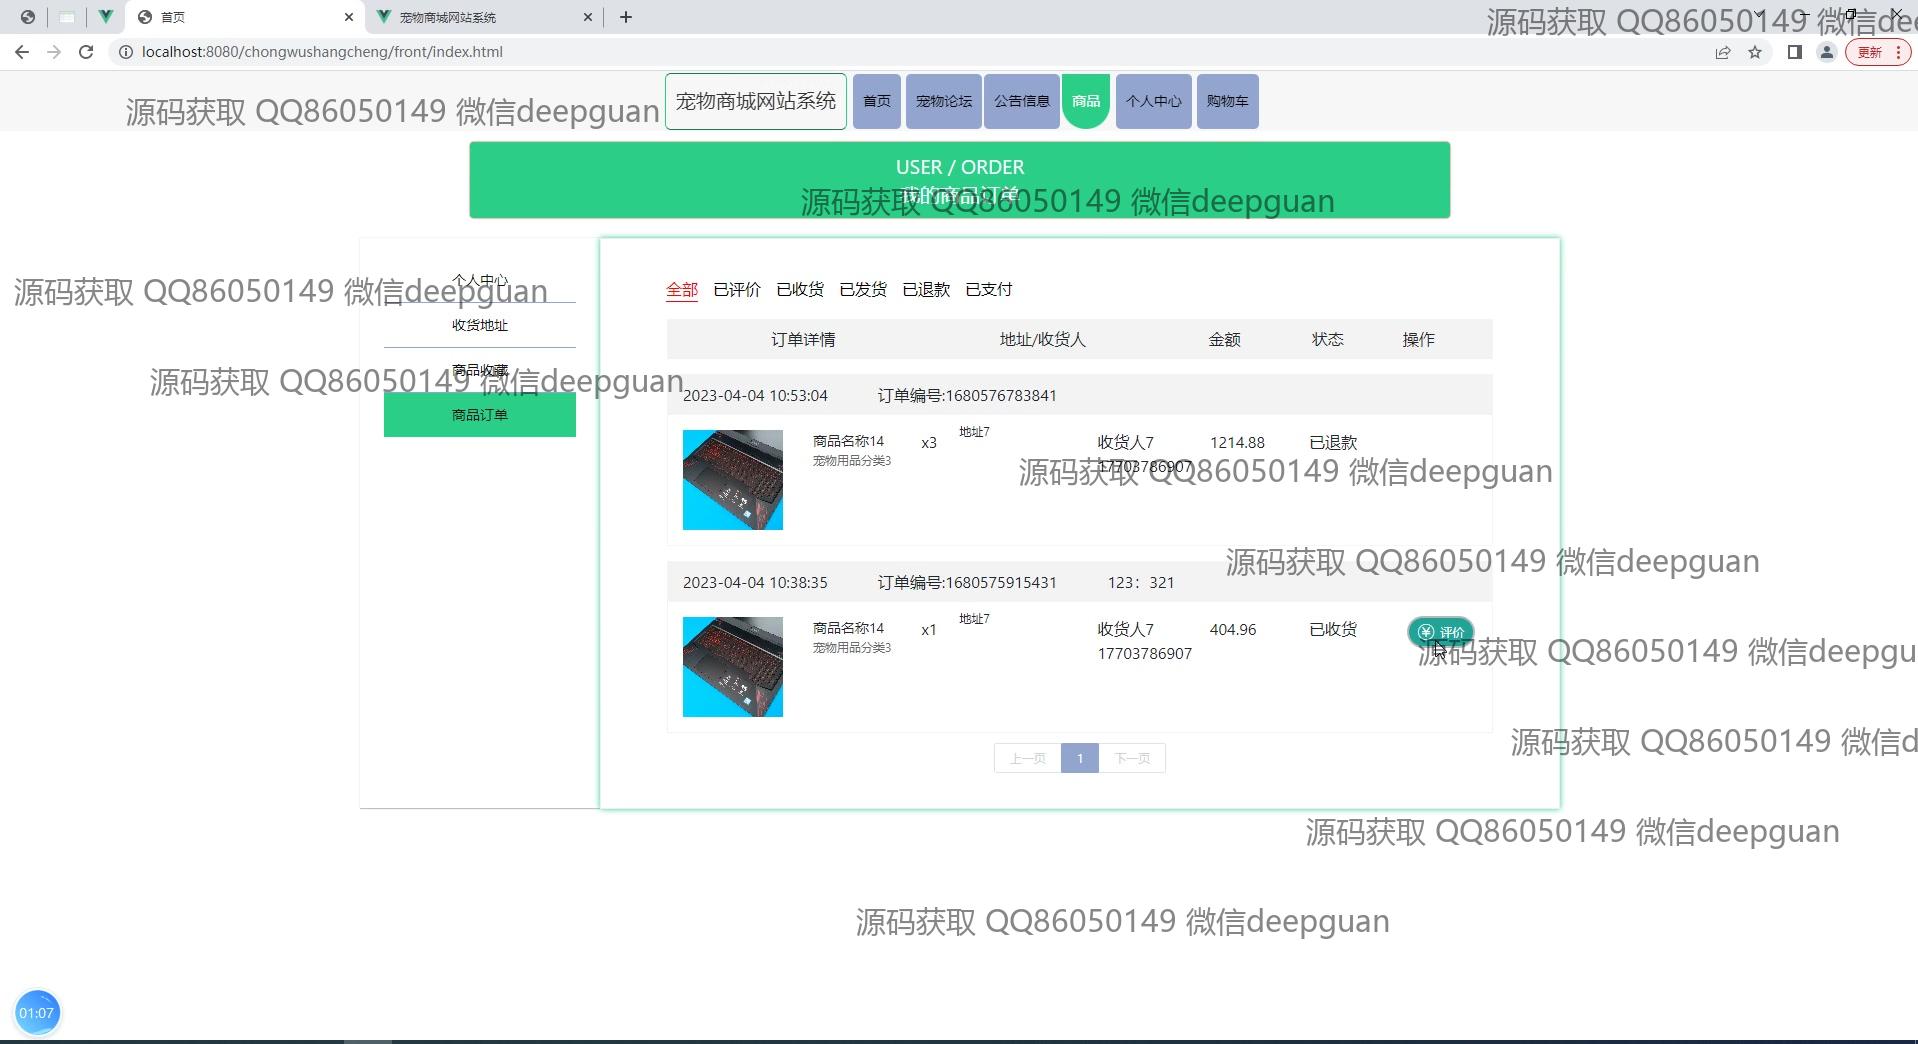 首页
宠物商城网站系统
源码获取 QQ86050149 微信dee
localhost:8080/chongwushangcheng/front/index.html
更新
源码获取 QQ86050149 微信deepguan
宠物商城网站系统
首页
宠物论坛
公告信息
商品
个人中心
购物车
USER / ORDER
我的商品订单
源码获取 QQ86050149 微信deepguan
个人中心
源码获取 QQ86050149 微信deepguan
收货地址
商品收藏
源码获取 QQ86050149 微信deepguan
商品订单
全部 已评价 已收货 已发货 已退款 已支付
订单详情 地址/收货人 金额 状态 操作
2023-04-04 10:53:04 订单编号:1680576783841
商品名称14 x3 地址7 收货人7 1214.88 已退款
宠物用品分类3 17703786907
源码获取 QQ86050149 微信deepguan
源码获取 QQ86050149 微信deepguan
2023-04-04 10:38:35 订单编号:1680575915431 123：321
商品名称14 x1 地址7 收货人7 404.96 已收货 评价
宠物用品分类3 17703786907
源码获取 QQ86050149 微信deepgu
源码获取 QQ86050149 微信d
上一页 1 下一页
源码获取 QQ86050149 微信deepguan
源码获取 QQ86050149 微信deepguan
01:07